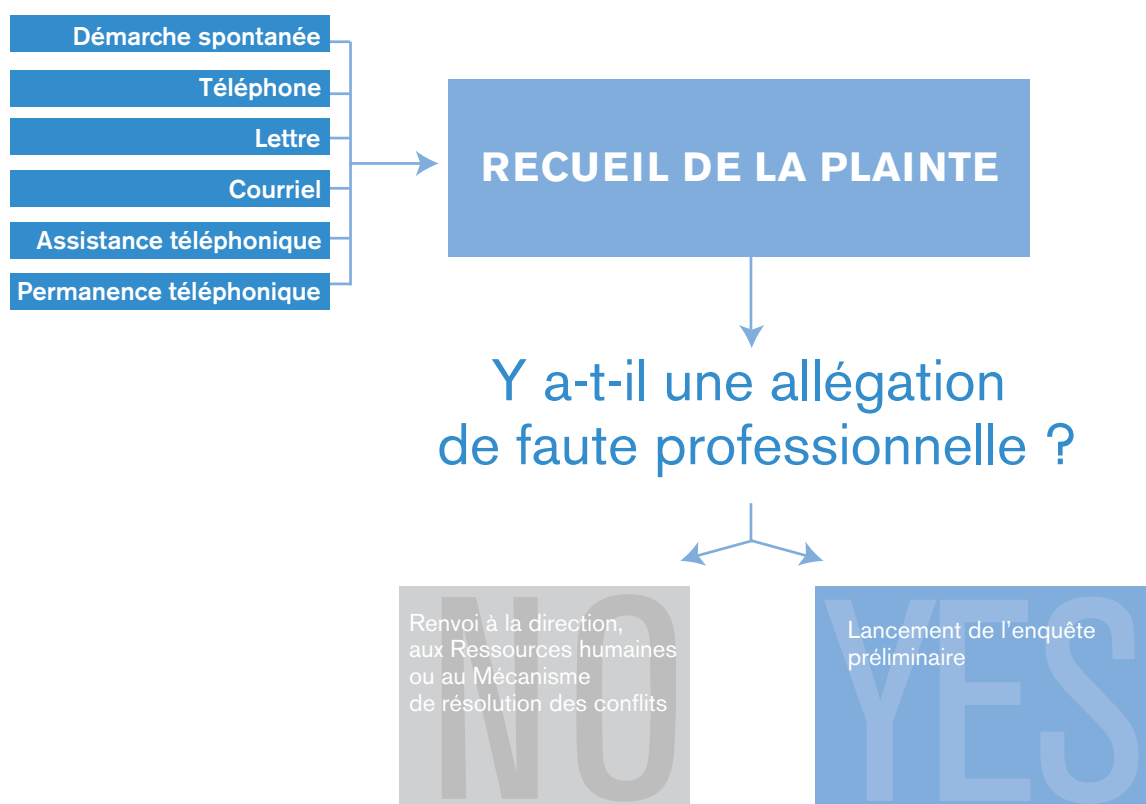 Démarche spontanée
Téléphone
Lettre
Courriel
Assistance téléphonique
Permanence téléphonique
RECUEIL DE LA PLAINTE
Y a-t-il une allégation
de faute professionnelle ?
NO
Renvoi à la direction,
aux Ressources humaines
ou au Mécanisme
de résolution des conflits
YES
Lancement de l’enquête
préliminaire